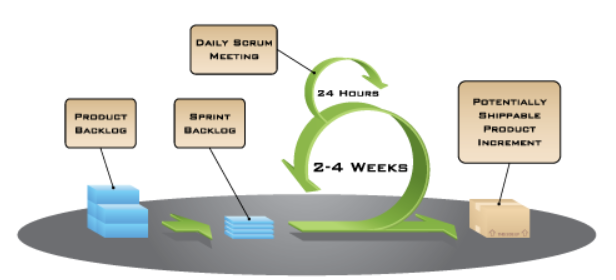 DAILY SCRUM
MEETING
24 HOURS
PRODUCT
BACKLOG
SPRINT
BACKLOG
POTENTIALLY
SHIPPABLE
PRODUCT
INCREMENT
2-4 WEEKS